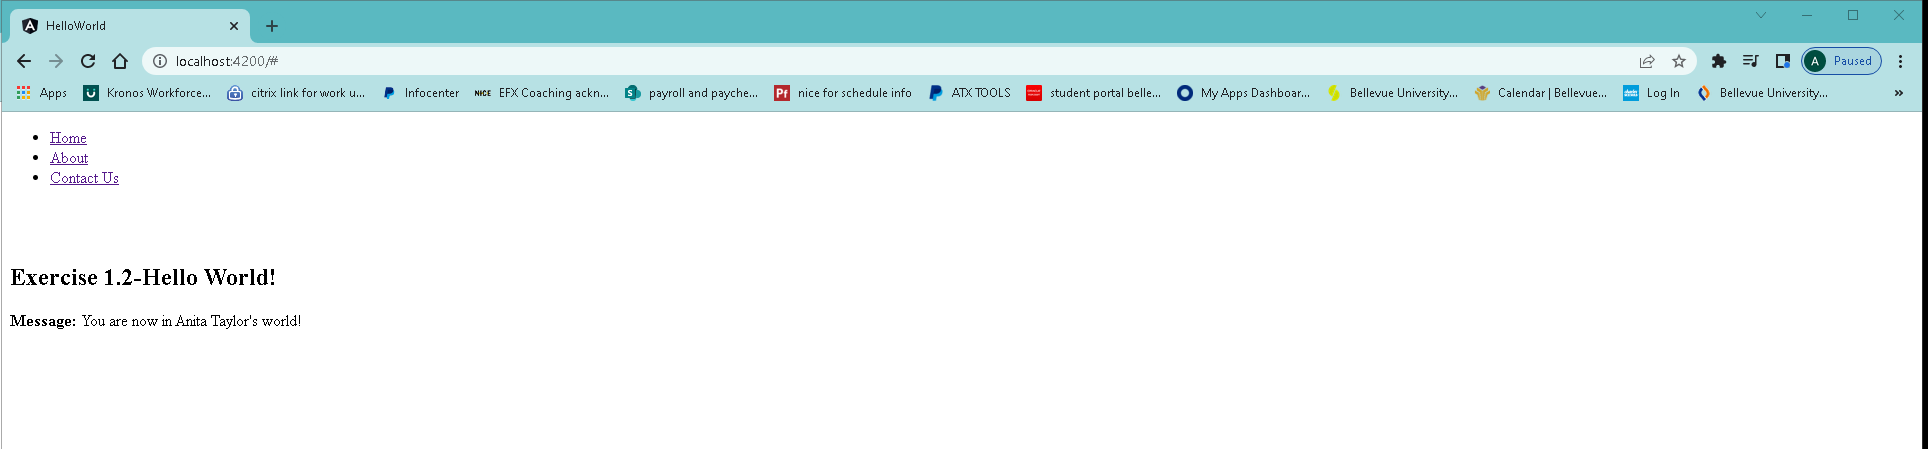 HelloWorld
localhost:4200/#
A Paused
Apps Kronos Workforce... citrix link for work u... Infocenter NICE EFX Coaching ackn... payroll and payche... Pf nice for schedule info ATX TOOLS student portal belle... My Apps Dashboar... Bellevue University... Calendar | Bellevue... Log In Bellevue University... »
• Home
• About
• Contact Us
Exercise 1.2-Hello World!
Message: You are now in Anita Taylor's world!